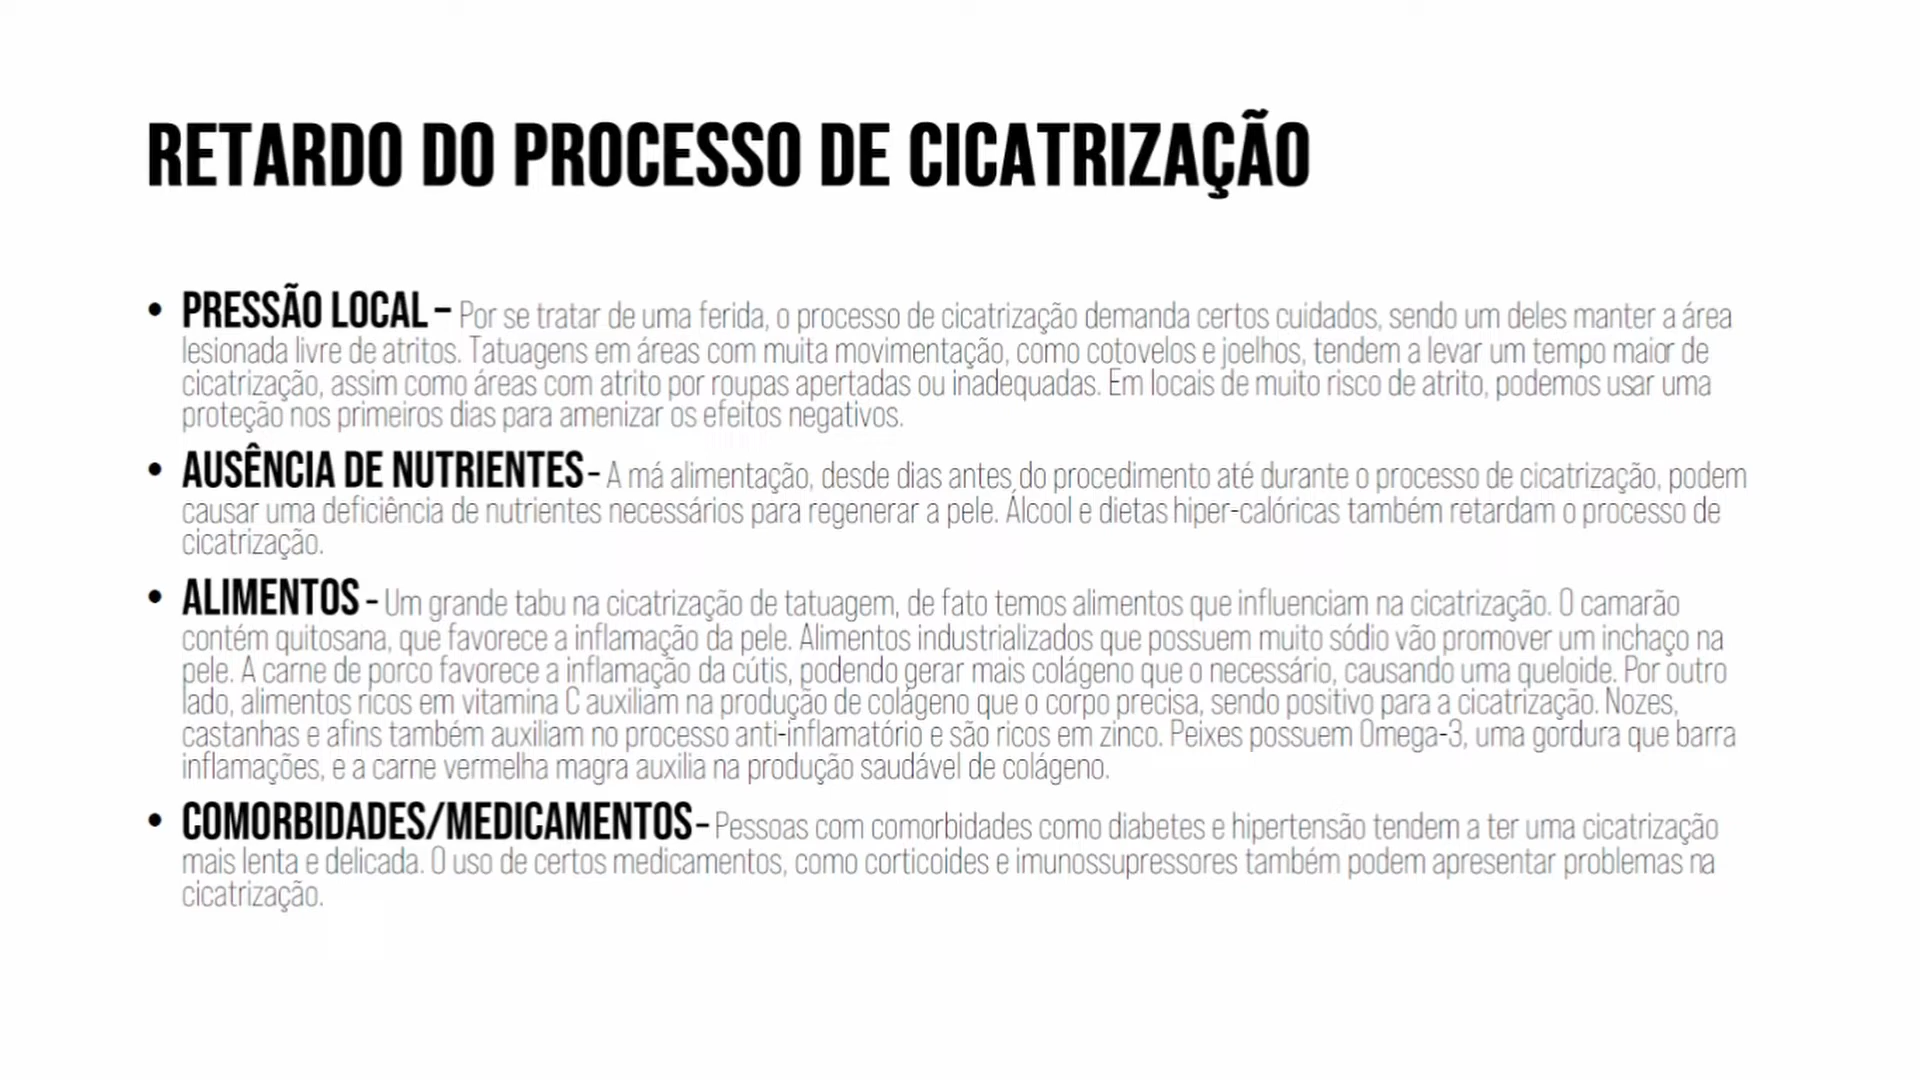 RETARDO DO PROCESSO DE CICATRIZAÇÃO
• PRESSÃO LOCAL – Por se tratar de uma ferida, o processo de cicatrização demanda certos cuidados, sendo um deles manter a área
lesionada livre de atritos. Tatuagens em áreas com muita movimentação, como cotovelos e joelhos, tendem a levar um tempo maior de
cicatrização, assim como áreas com atrito por roupas apertadas ou inadequadas. Em locais de muito risco de atrito, podemos usar uma
proteção nos primeiros dias para amenizar os efeitos negativos.
• AUSÊNCIA DE NUTRIENTES - A má alimentação, desde dias antes do procedimento até durante o processo de cicatrização, podem
causar uma deficiência de nutrientes necessários para regenerar a pele. Álcool e dietas hiper-calóricas também retardam o processo de
cicatrização.
• ALIMENTOS - Um grande tabu na cicatrização de tatuagem, de fato temos alimentos que influenciam na cicatrização. O camarão
contém quitosana, que favorece a inflamação da pele. Alimentos industrializados que possuem muito sódio vão promover um inchaço na
pele. A carne de porco favorece a inflamação da cútis, podendo gerar mais colágeno que o necessário, causando uma queloide. Por outro
lado, alimentos ricos em vitamina C auxiliam na produção de colágeno que o corpo precisa, sendo positivo para a cicatrização. Nozes,
castanhas e afins também auxiliam no processo anti-inflamatório e são ricos em zinco. Peixes possuem Omega-3, uma gordura que barra
inflamações, e a carne vermelha magra auxilia na produção saudável de colágeno.
• COMORBIDADES/MEDICAMENTOS – Pessoas com comorbidades como diabetes e hipertensão tendem a ter uma cicatrização
mais lenta e delicada. O uso de certos medicamentos, como corticoides e imunossupressores também podem apresentar problemas na
cicatrização.